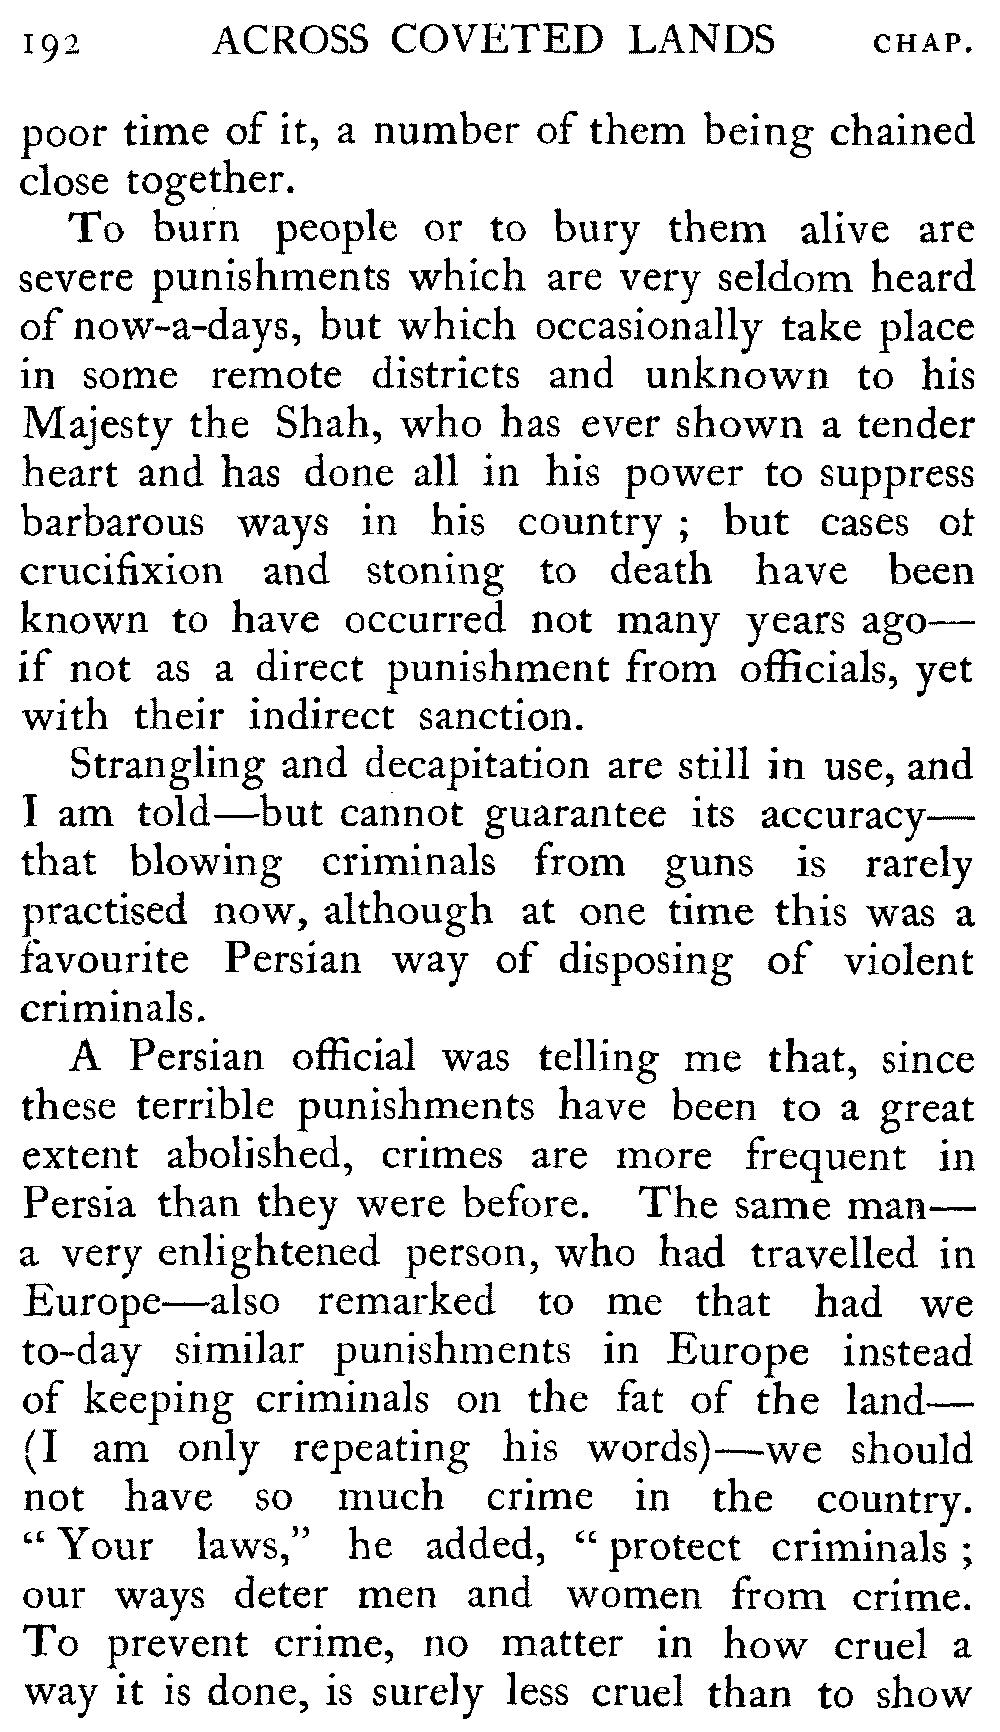 192 ACROSS COVETED LANDS CHAP.
poor time of it, a number of them being chained
close together.
To burn people or to bury them alive are
severe punishments which are very seldom heard
of now-a-days, but which occasionally take place
in some remote districts and unknown to his
Majesty the Shah, who has ever shown a tender
heart and has done all in his power to suppress
barbarous ways in his country ; but cases of
crucifixion and stoning to death have been
known to have occurred not many years ago—
if not as a direct punishment from officials, yet
with their indirect sanction.
Strangling and decapitation are still in use, and
I am told—but cannot guarantee its accuracy—
that blowing criminals from guns is rarely
practised now, although at one time this was a
favourite Persian way of disposing of violent
criminals.
A Persian official was telling me that, since
these terrible punishments have been to a great
extent abolished, crimes are more frequent in
Persia than they were before. The same man—
a very enlightened person, who had travelled in
Europe—also remarked to me that had we
to-day similar punishments in Europe instead
of keeping criminals on the fat of the land—
(I am only repeating his words)—we should
not have so much crime in the country.
“ Your laws,” he added, “ protect criminals ;
our ways deter men and women from crime.
To prevent crime, no matter in how cruel a
way it is done, is surely less cruel than to show